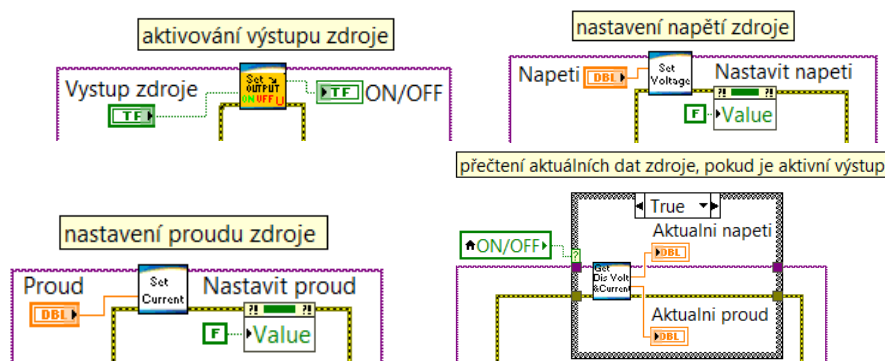 aktivování výstupu zdroje
Vystup zdroje
TF
Set
OUTPUT
ON OFF
TF
ON/OFF
nastavení napětí zdroje
Napeti
DBL
Set
Voltage
Nastavit napeti
?! ?!
F
Value
nastavení proudu zdroje
Proud
DBL
Set
Current
Nastavit proud
?! ?!
F
Value
přečtení aktuálních dat zdroje, pokud je aktivní výstup
True
ON/OFF
?
Get
Dis Volt
&Current
Aktualni napeti
DBL
Aktualni proud
DBL